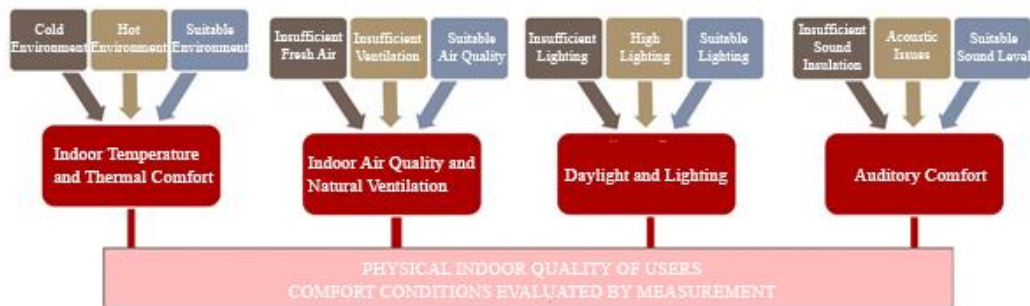 Cold
Environment
Hot
Environment
Suitable
Environment
Insufficient
Fresh Air
Insufficient
Ventilation
Suitable
Air Quality
Insufficient
Lighting
High
Lighting
Suitable
Lighting
Insufficient
Sound
Insulation
Acoustic
Issues
Suitable
Sound Level
Indoor Temperature
and Thermal Comfort
Indoor Air Quality and
Natural Ventilation
Daylight and Lighting
Auditory Comfort
PHYSICAL INDOOR QUALITY OF USERS
COMFORT CONDITIONS EVALUATED BY MEASUREMENT